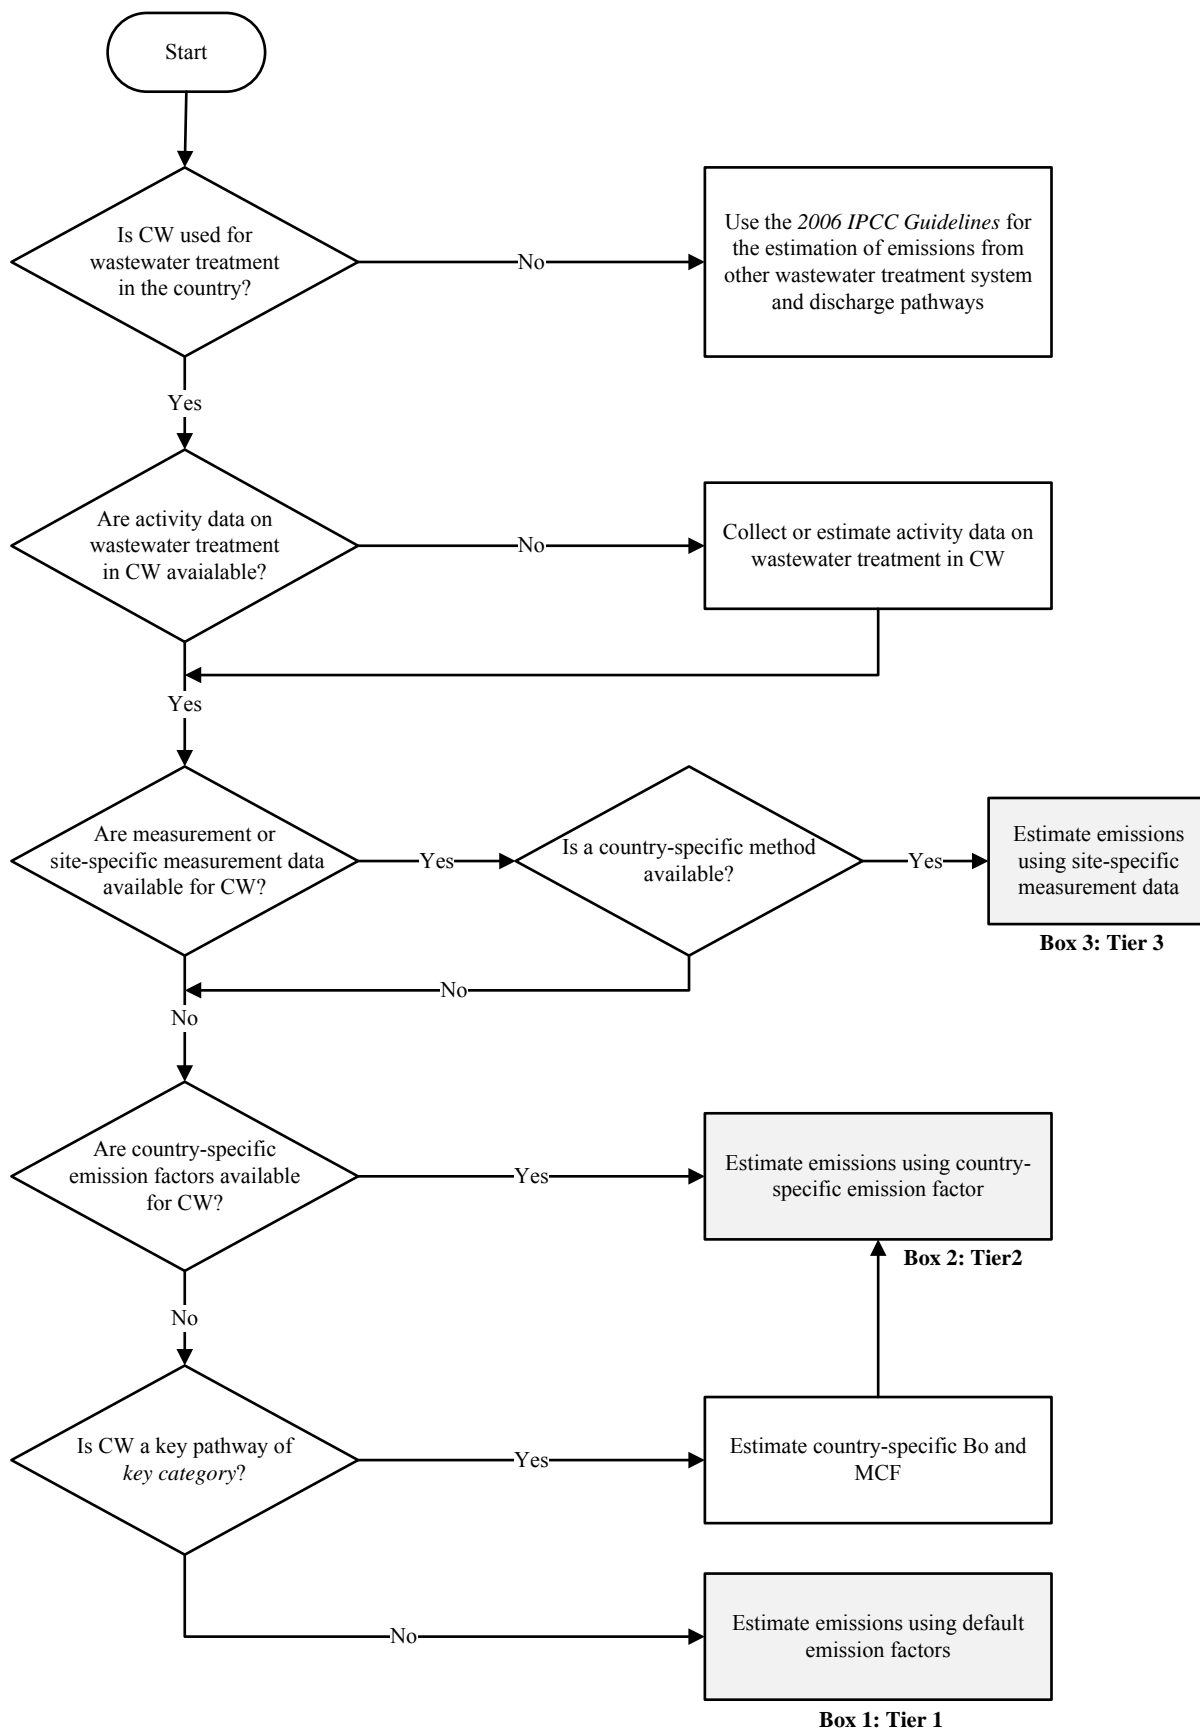 Start
Is CW used for
wastewater treatment
in the country?
No
Use the 2006 IPCC Guidelines for
the estimation of emissions from
other wastewater treatment system
and discharge pathways
Yes
Are activity data on
wastewater treatment
in CW avaialable?
No
Collect or estimate activity data on
wastewater treatment in CW
Yes
Are measurement or
site-specific measurement data
available for CW?
Yes
Is a country-specific method
available?
Yes
Estimate emissions
using site-specific
measurement data
Box 3: Tier 3
No
No
Are country-specific
emission factors available
for CW?
Yes
Estimate emissions using country-
specific emission factor
Box 2: Tier2
No
Is CW a key pathway of
key category?
Yes
Estimate country-specific Bo and
MCF
No
Estimate emissions using default
emission factors
Box 1: Tier 1